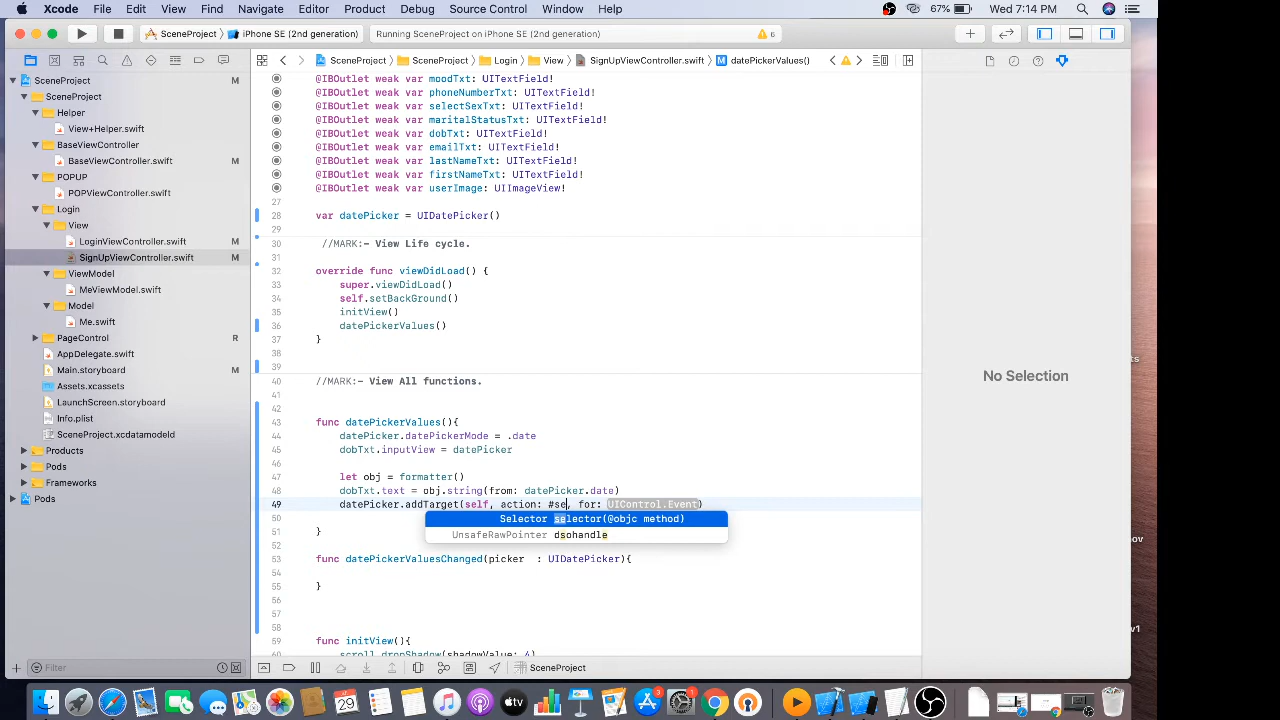 Xcode File Edit View Find Navigate Editor Product Debug Source Control Window Help 67% Wed 7:14 PM
SceneProject iPhone SE (2nd generation) Running SceneProject on iPhone SE (2nd generation) 6
SceneProject SceneProject Login View SignUpViewController.swift M datePickerValues()
SceneProject M
SceneProject
Helper
View+Helper.swift
BaseViewController
BaseViewController.swift M
POPUP
POPViewController.swift M
Login
View
LoginViewController.swift M
SignUpViewController.swift M
ViewModel
MeViewModel.swift
Model
Me.swift
PageControl R
AppDelegate.swift
Main.storyboard M
Assets.xcassets
LaunchScreen.storyboard
Info.plist
SceneProject.xcdatamodeld
Products
Pods
Frameworks
Pods
Filter
@IBOutlet weak var moodTxt: UITextField!
@IBOutlet weak var phoneNumberTxt: UITextField!
@IBOutlet weak var selectSexTxt: UITextField!
@IBOutlet weak var maritalStatusTxt: UITextField!
@IBOutlet weak var dobTxt: UITextField!
@IBOutlet weak var emailTxt: UITextField!
@IBOutlet weak var lastNameTxt: UITextField!
@IBOutlet weak var firstNameTxt: UITextField!
@IBOutlet weak var userImage: UIImageView!
27
28 var datePicker = UIDatePicker()
29
30 //MARK:- View Life cycle.
31
32 override func viewDidLoad() {
33 super.viewDidLoad()
34 self.setBackGround()
35 initView()
36 datePickerValues()
37 }
38
39
40 //MARK:- View All functions.
41
42
43 func datePickerValues(){
44 datePicker.datePickerMode = .date
45 dobTxt.inputView = datePicker
46
47 let obj = formatter()
48 dobTxt.text = obj.string(from: datePicker.date)
49 datePicker.addTarget(self, action: #se, for: UIControl.Event)
50 Selector selector(@objc method)
51 } UnsafeRawPointer dsohandle
52
53 func datePickerValuesChanged(picker : UIDatePicker){
54
55 }
56
57
58
59 func initView(){
60 scroll.dropShadow(shadowValue: 4)
SceneProject
No Selection
ts
nov
v1
3
1